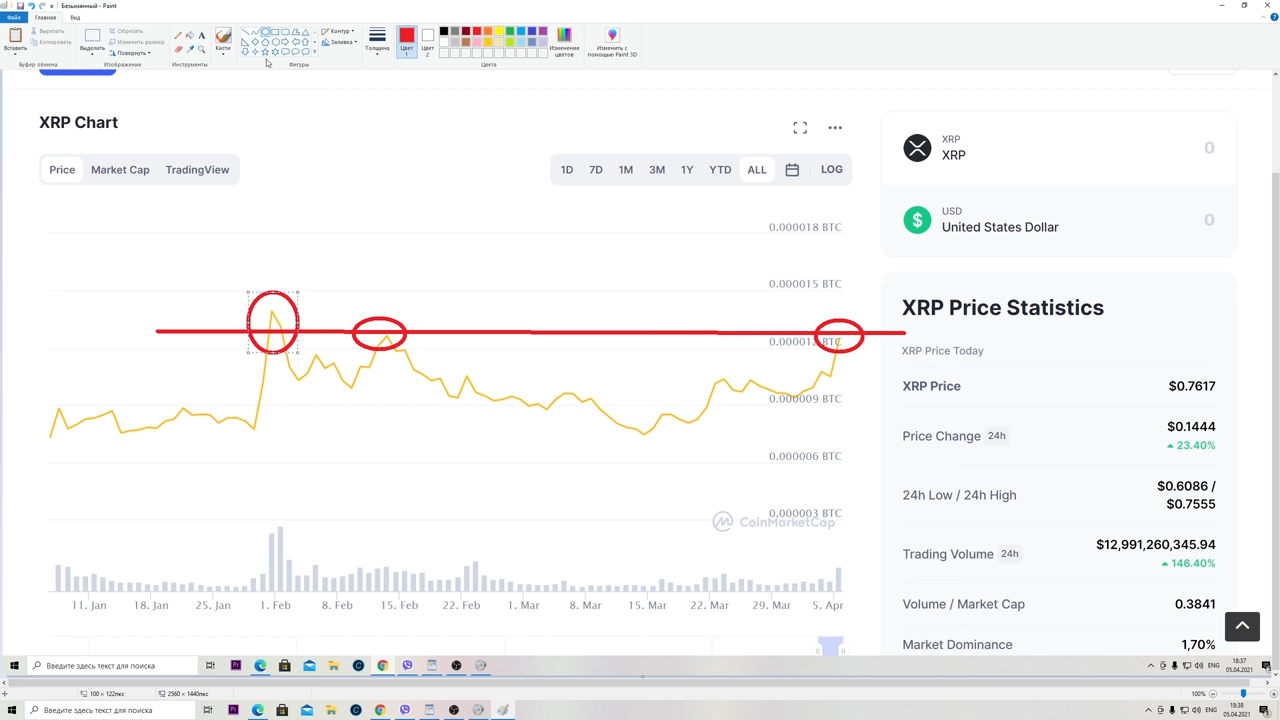 Безымянный - Paint
Файл Главная Вид
Вставить
Вырезать
Копировать
Буфер обмена
Выделить
Обрезать
Изменить размер
Повернуть
Изображение
Инструменты
Кисти
Фигуры
Контур
Заливка
Толщина
Цвет 1
Цвет 2
Цвета
Изменение цветов
Изменить с помощью Paint 3D
XRP Chart
Price Market Cap TradingView
1D 7D 1M 3M 1Y YTD ALL LOG
0.000018 BTC
0.000015 BTC
0.000012 BTC
0.000009 BTC
0.000006 BTC
0.000003 BTC
CoinMarketCap
11. Jan 18. Jan 25. Jan 1. Feb 8. Feb 15. Feb 22. Feb 1. Mar 8. Mar 15. Mar 22. Mar 29. Mar 5. Apr
XRP
XRP 0
USD
United States Dollar 0
XRP Price Statistics
XRP Price Today
XRP Price $0.7617
Price Change 24h $0.1444
23.40%
24h Low / 24h High $0.6086 /
$0.7555
Trading Volume 24h $12,991,260,345.94
146.40%
Volume / Market Cap 0.3841
Market Dominance 1,70%
Введите здесь текст для поиска ENG 18:37
05.04.2021
100 × 122пкс 2560 × 1440пкс 100%
Введите здесь текст для поиска ENG 18:38
05.04.2021